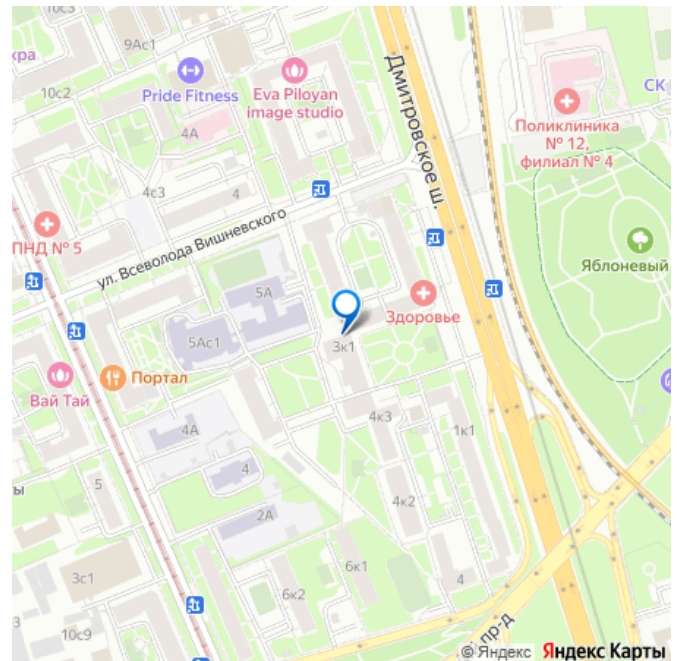 10с3
9Ас1
кра
10с2
Pride Fitness
Eva Piloyan
image studio
4А
Дмитровское ш.
СК
Поликлиника
№ 12,
филиал № 4
4с3
4
ул. Всеволода Вишневского
ПНД № 5
Яблоневый
5А
Здоровье
5Ас1
3к1
Портал
Вай Тай
4А
4к3
1к1
4
ты
5
4к2
2А
3с1
6к1
6к2
4
10с9
3
пр-д
© Яндекс Яндекс Карты